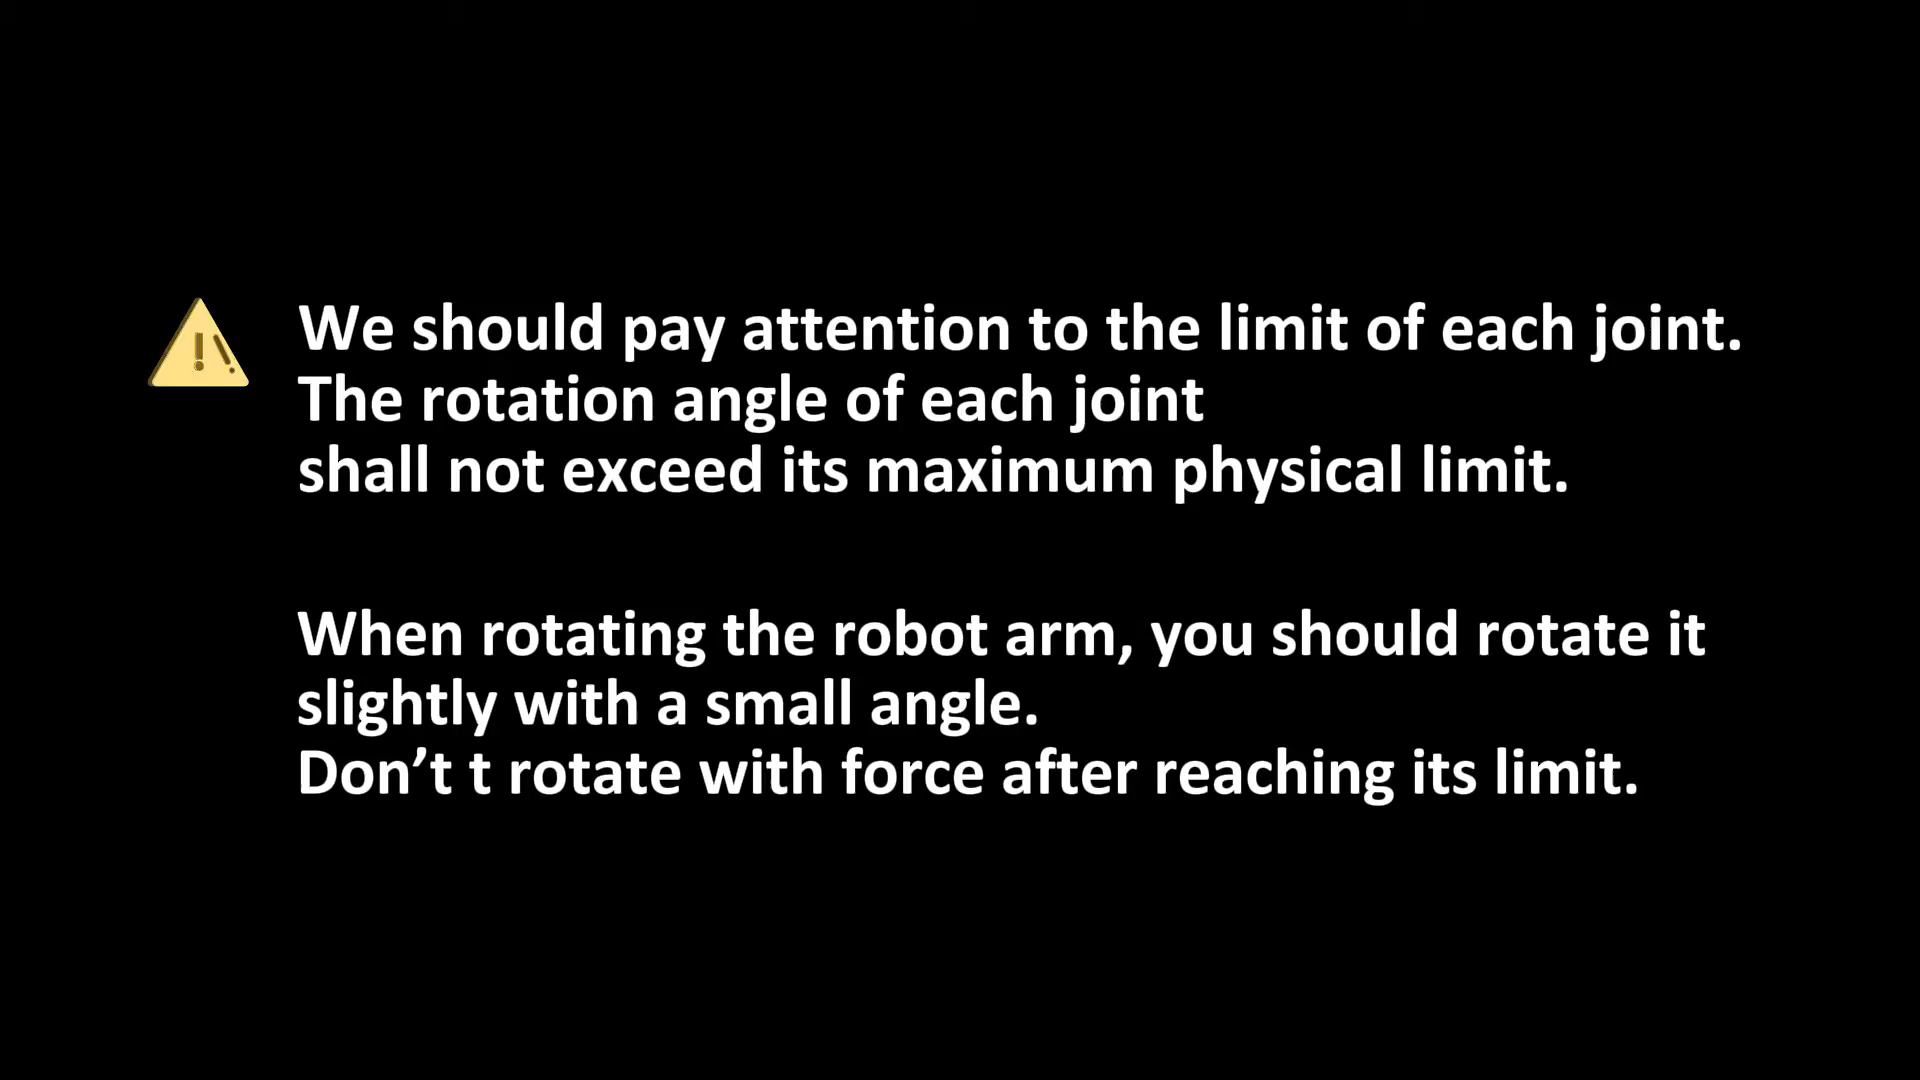 We should pay attention to the limit of each joint.
The rotation angle of each joint
shall not exceed its maximum physical limit.
When rotating the robot arm, you should rotate it
slightly with a small angle.
Don’t t rotate with force after reaching its limit.